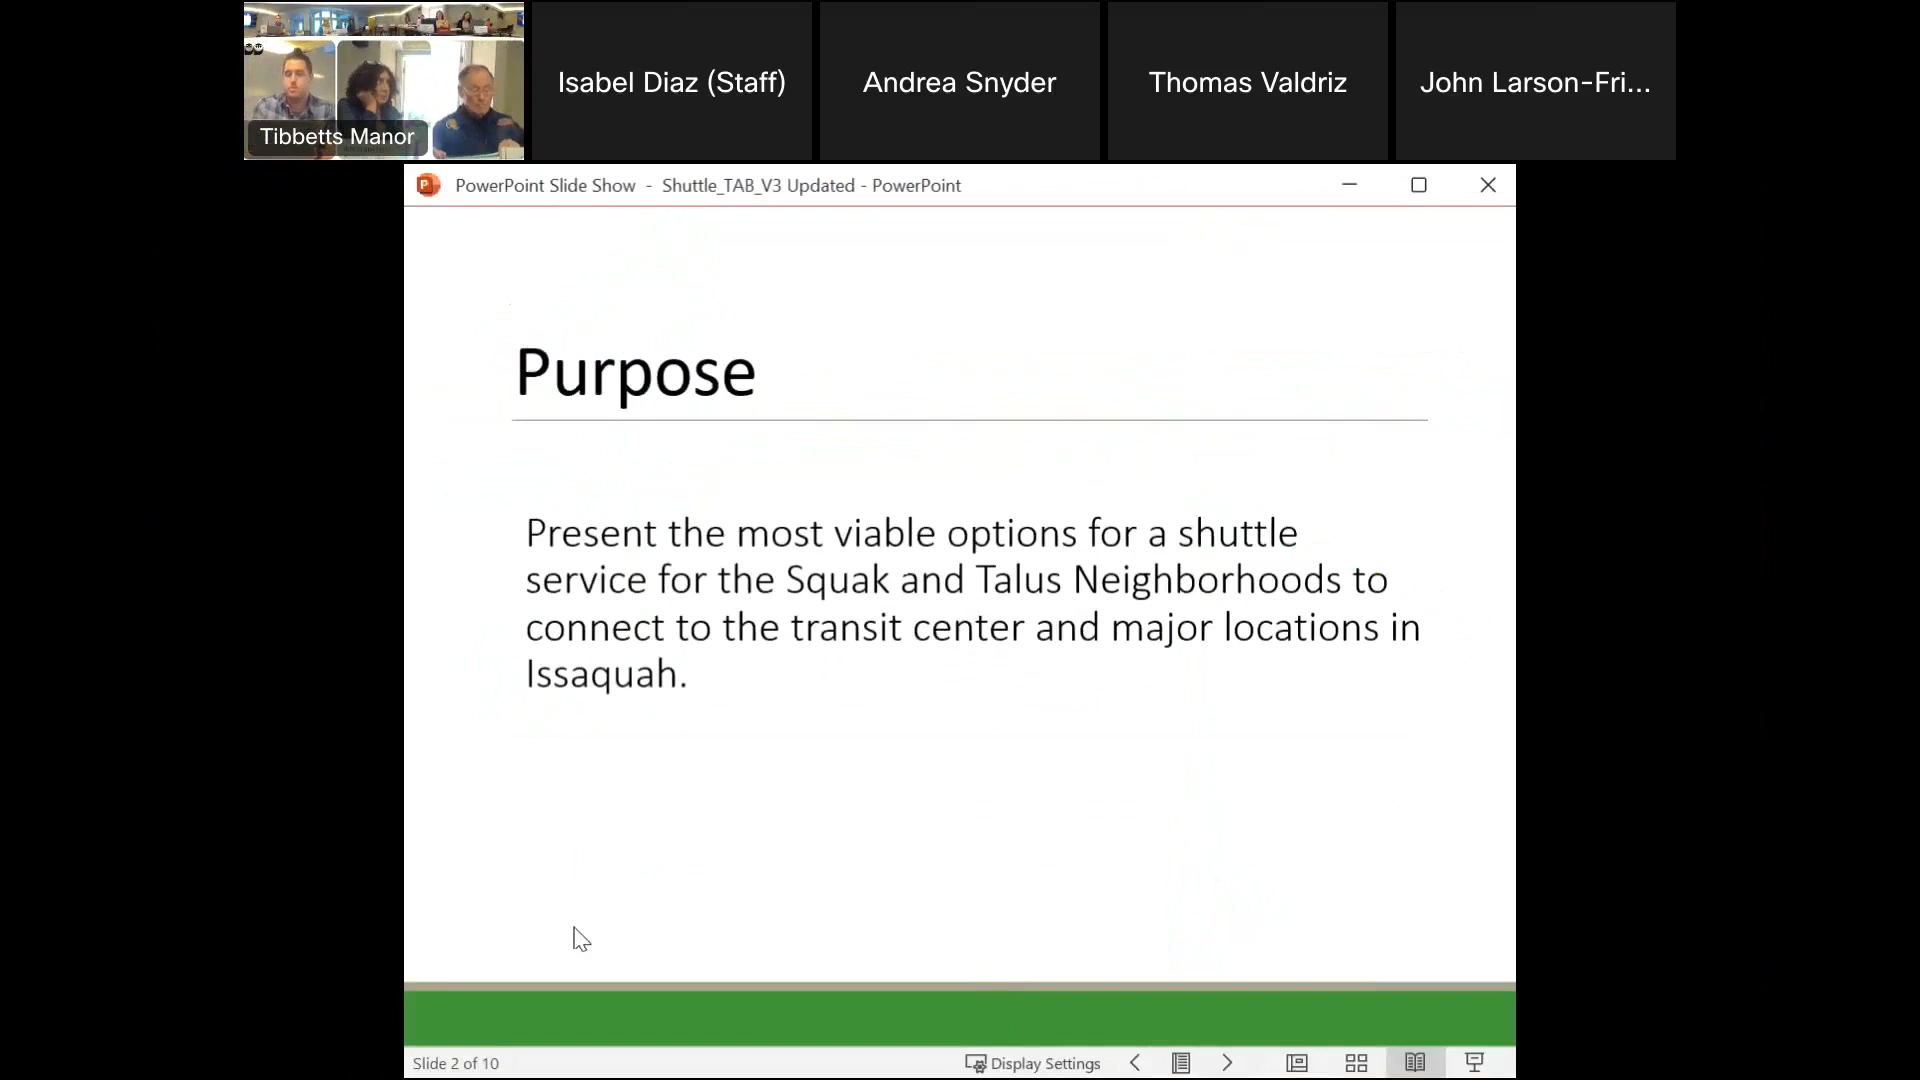 Tibbetts Manor
Isabel Diaz (Staff)
Andrea Snyder
Thomas Valdriz
John Larson-Fri...
PowerPoint Slide Show - Shuttle_TAB_V3 Updated - PowerPoint
Purpose
Present the most viable options for a shuttle
service for the Squak and Talus Neighborhoods to
connect to the transit center and major locations in
Issaquah.
Slide 2 of 10
Display Settings